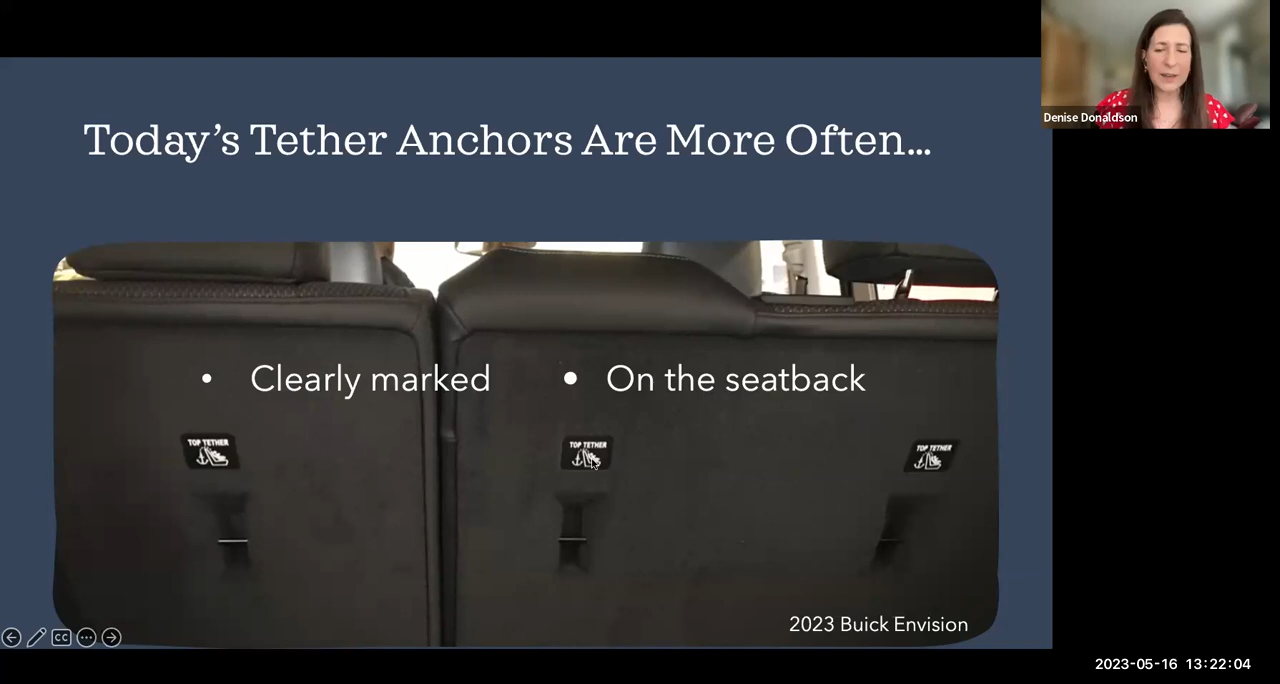 Denise Donaldson
Today’s Tether Anchors Are More Often…
• Clearly marked
• On the seatback
TOP TETHER
TOP TETHER
TOP TETHER
2023 Buick Envision
CC
2023-05-16 13:22:04